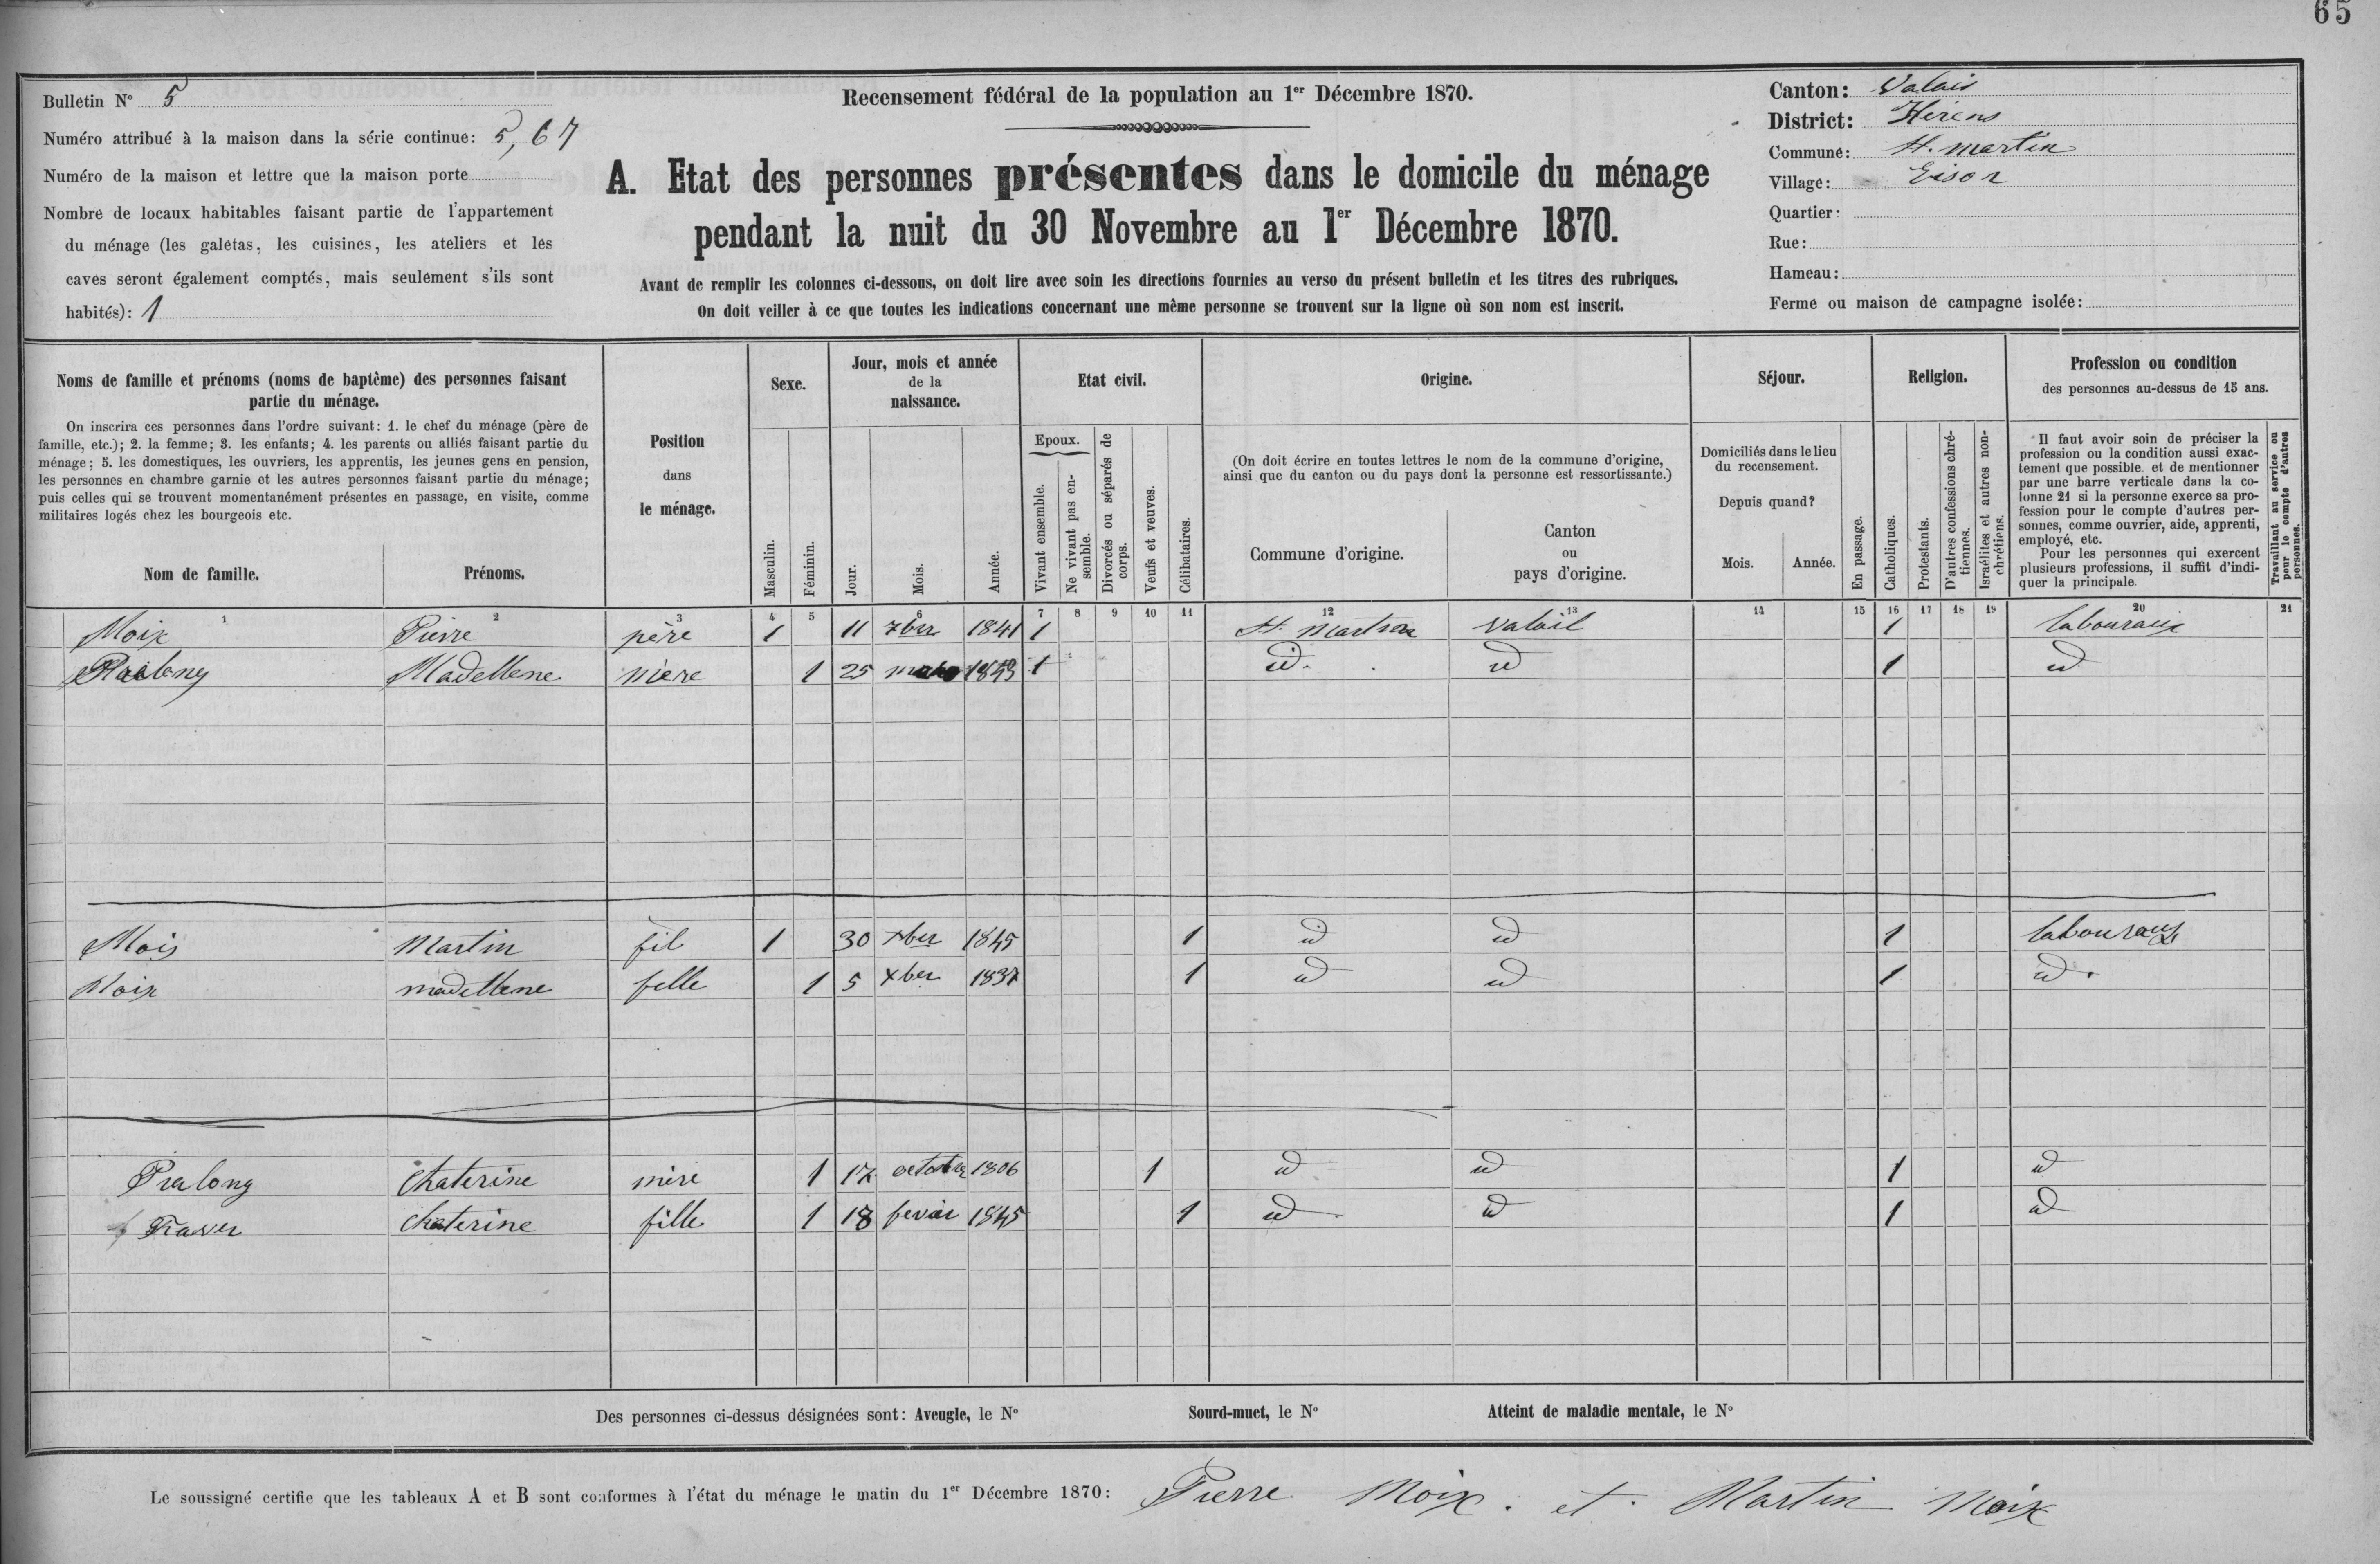 65
Bulletin N° 5
Numéro attribué à la maison dans la série continue: 5, 6 7
Numéro de la maison et lettre que la maison porte
Nombre de locaux habitables faisant partie de l'appartement
du ménage (les galetas, les cuisines, les ateliers et les
caves seront également comptés, mais seulement s'ils sont
habités): 1
Recensement fédéral de la population au 1er Décembre 1870.
A. Etat des personnes présentes dans le domicile du ménage
pendant la nuit du 30 Novembre au 1er Décembre 1870.
Avant de remplir les colonnes ci-dessous, on doit lire avec soin les directions fournies au verso du présent bulletin et les titres des rubriques.
On doit veiller à ce que toutes les indications concernant une même personne se trouvent sur la ligne où son nom est inscrit.
Canton: Valais
District: Hérens
Commune: St. martin
Village: Eison
Quartier:
Rue:
Hameau:
Ferme ou maison de campagne isolée:
Noms de famille et prénoms (noms de baptême) des personnes faisant
partie du ménage.
On inscrira ces personnes dans l'ordre suivant: 1. le chef du ménage (père de
famille, etc.); 2. la femme; 3. les enfants; 4. les parents ou alliés faisant partie du
ménage; 5. les domestiques, les ouvriers, les apprentis, les jeunes gens en pension,
les personnes en chambre garnie et les autres personnes faisant partie du ménage;
puis celles qui se trouvent momentanément présentes en passage, en visite, comme
militaires logés chez les bourgeois etc.
Nom de famille.
Prénoms.
Position
dans
le ménage.
Sexe.
Masculin.
Féminin.
Jour, mois et année
de la
naissance.
Jour.
Mois.
Année.
Etat civil.
Epoux.
Vivant ensemble.
Ne vivant pas en-
semble.
Divorcés ou séparés de
corps.
Veufs et veuves.
Célibataires.
Origine.
(On doit écrire en toutes lettres le nom de la commune d'origine,
ainsi que du canton ou du pays dont la personne est ressortissante.)
Commune d'origine.
Canton
ou
pays d'origine.
Séjour.
Domiciliés dans le lieu
du recensement.
Depuis quand?
Mois.
Année.
En passage.
Religion.
Catholiques.
Protestants.
D'autres confessions chré-
tiennes.
Israélites et autres non-
chrétiens.
Profession ou condition
des personnes au-dessus de 15 ans.
Il faut avoir soin de préciser la
profession ou la condition aussi exac-
tement que possible. et de mentionner
par une barre verticale dans la co-
lonne 21 si la personne exerce sa pro-
fession pour le compte d'autres per-
sonnes, comme ouvrier, aide, apprenti,
employé, etc.
Pour les personnes qui exercent
plusieurs professions, il suffit d'indi-
quer la principale.
Travaillant au service ou
pour le compte d'autres
personnes.
1 2 3 4 5 6 7 8 9 10 11 12 13 14 15 16 17 18 19 20 21
Moix Pierre père 1 11 7ber 1841 1 St. Martin Valais 1 laboureux
Pralong Madellene mère 1 25 1 id. id 1 id
Moix Martin fil 1 30 xber 1845 1 id id 1 laboureux
Moix madellene felle 1 5 xber 1837 1 id id 1 id.
Pralong Chaterine mère 1 17 octobre 1806 1 id id 1 id
Fraser Chaterine fille 1 18 fevier 1845 1 id id 1 id
Des personnes ci-dessus désignées sont: Aveugle, le N° Sourd-muet, le N° Atteint de maladie mentale, le N°
Le soussigné certifie que les tableaux A et B sont conformes à l'état du ménage le matin du 1er Décembre 1870: Pierre Moix. et Martin Moix